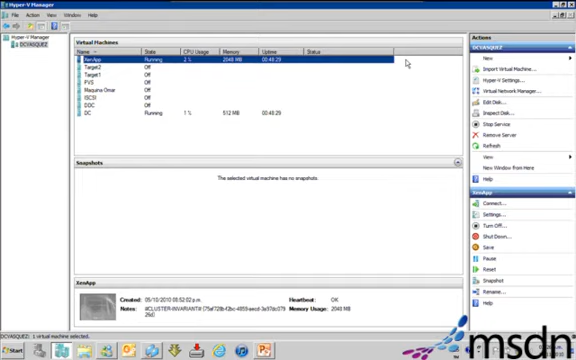 Hyper-V Manager
File Action View Window Help
Hyper-V Manager
DCVASQUEZ
Virtual Machines
Name State CPU Usage Memory Uptime Status
XenApp Running 2 % 2048 MB 00:48:29
Target2 Off
Target1 Off
PVS Off
Maquina Omar Off
ISCSI Off
DDC Off
DC Running 1 % 512 MB 00:48:29
Snapshots
The selected virtual machine has no snapshots.
XenApp
Created: 05/10/2010 05:52:02 p.m.
Heartbeat: OK
Memory Usage: 2048 MB
Actions
DCVASQUEZ
New
Import Virtual Machine...
Hyper-V Settings...
Virtual Network Manager...
Edit Disk...
Inspect Disk...
Stop Service
Remove Server
Refresh
View
New Window from Here
Help
XenApp
Connect...
Settings...
Turn Off...
Shut Down...
Save
Pause
Reset
Snapshot
Rename...
Help
DCVASQUEZ: 1 virtual machine selected.
Start
msdn